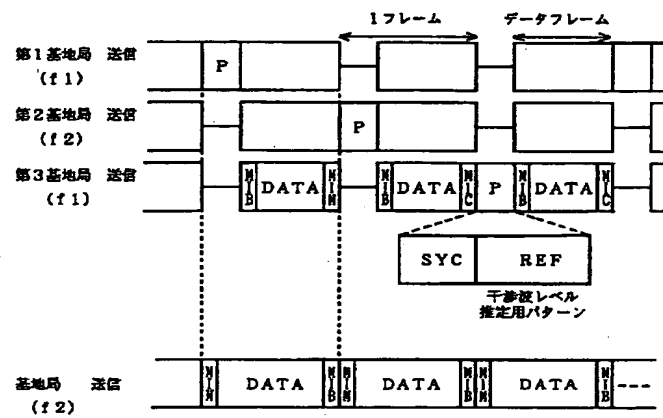 1フレーム
データフレーム
第1基地局 送信
(f1)
P
第2基地局 送信
(f2)
P
第3基地局 送信
(f1)
DATA
DATA
P
DATA
SYC
REF
干渉波レベル
推定用パターン
基地局 送信
(f2)
DATA
DATA
DATA